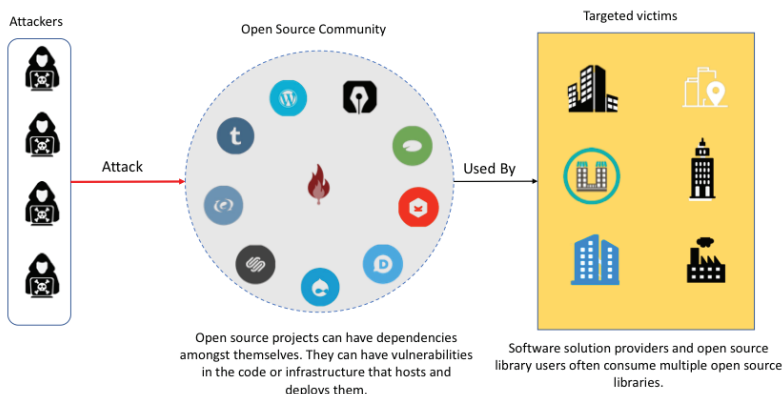 Attackers
Open Source Community
Targeted victims
Attack
Used By
Open source projects can have dependencies
amongst themselves. They can have vulnerabilities
in the code or infrastructure that hosts and
deploys them.
Software solution providers and open source
library users often consume multiple open source
libraries.